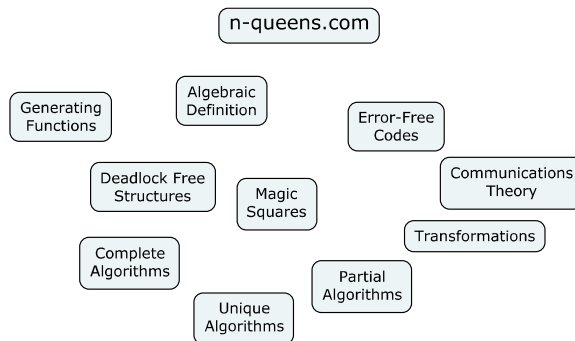 n-queens.com
Algebraic
Definition
Generating
Functions
Error-Free
Codes
Communications
Theory
Deadlock Free
Structures
Magic
Squares
Transformations
Complete
Algorithms
Partial
Algorithms
Unique
Algorithms